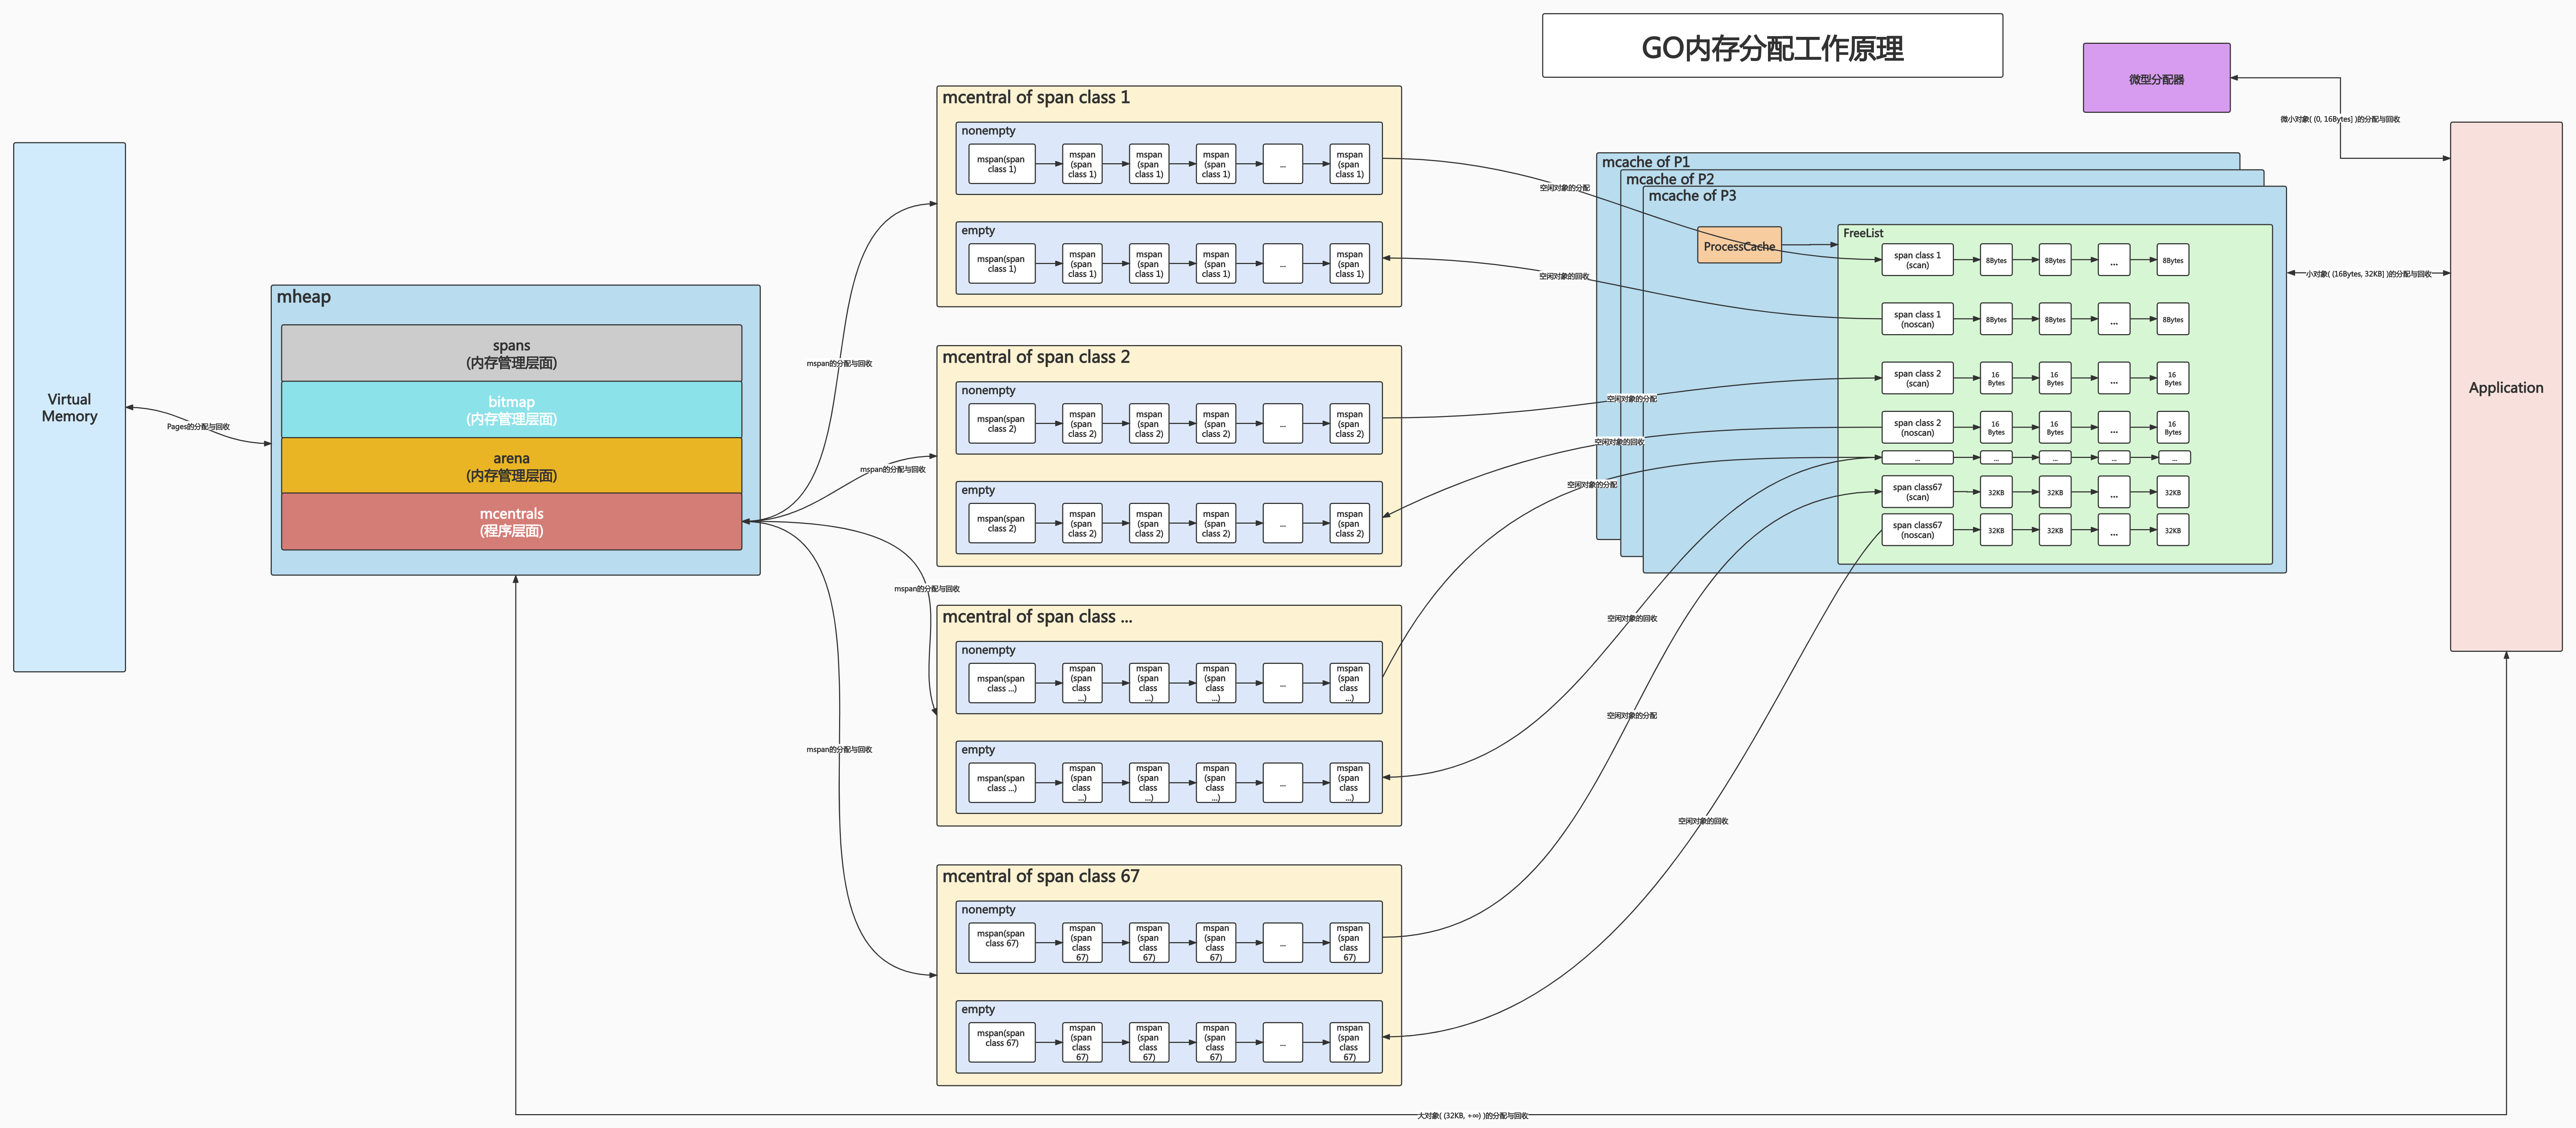 GO内存分配工作原理
微型分配器
微小对象( (0, 16Bytes] )的分配与回收
Application
小对象( (16Bytes, 32KB] )的分配与回收
大对象( (32KB, +∞) )的分配与回收
Virtual
Memory
Pages的分配与回收
mheap
spans
(内存管理层面)
bitmap
(内存管理层面)
arena
(内存管理层面)
mcentrals
(程序层面)
mspan的分配与回收
mspan的分配与回收
mspan的分配与回收
mspan的分配与回收
mcentral of span class 1
nonempty
mspan(span
class 1)
mspan
(span
class 1)
mspan
(span
class 1)
mspan
(span
class 1)
...
mspan
(span
class 1)
empty
mspan(span
class 1)
mspan
(span
class 1)
mspan
(span
class 1)
mspan
(span
class 1)
...
mspan
(span
class 1)
mcentral of span class 2
nonempty
mspan(span
class 2)
mspan
(span
class 2)
mspan
(span
class 2)
mspan
(span
class 2)
...
mspan
(span
class 2)
empty
mspan(span
class 2)
mspan
(span
class 2)
mspan
(span
class 2)
mspan
(span
class 2)
...
mspan
(span
class 2)
mcentral of span class ...
nonempty
mspan(span
class ...)
mspan
(span
class
...)
mspan
(span
class
...)
mspan
(span
class
...)
...
mspan
(span
class
...)
empty
mspan(span
class ...)
mspan
(span
class
...)
mspan
(span
class
...)
mspan
(span
class
...)
...
mspan
(span
class
...)
mcentral of span class 67
nonempty
mspan(span
class 67)
mspan
(span
class
67)
mspan
(span
class
67)
mspan
(span
class
67)
...
mspan
(span
class
67)
empty
mspan(span
class 67)
mspan
(span
class
67)
mspan
(span
class
67)
mspan
(span
class
67)
...
mspan
(span
class
67)
空闲对象的分配
空闲对象的回收
空闲对象的分配
空闲对象的回收
空闲对象的分配
空闲对象的回收
空闲对象的分配
空闲对象的回收
mcache of P1
mcache of P2
mcache of P3
ProcessCache
FreeList
span class 1
(scan)
8Bytes
8Bytes
...
8Bytes
span class 1
(noscan)
8Bytes
8Bytes
...
8Bytes
span class 2
(scan)
16
Bytes
16
Bytes
...
16
Bytes
span class 2
(noscan)
16
Bytes
16
Bytes
...
16
Bytes
...
...
...
...
...
span class67
(scan)
32KB
32KB
...
32KB
span class67
(noscan)
32KB
32KB
...
32KB